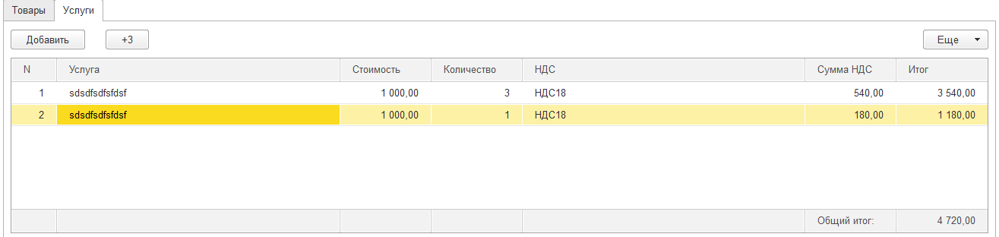 Товары Услуги
Добавить +3 Еще
N Услуга Стоимость Количество НДС Сумма НДС Итог
1 sdsdfsdfsfdsf 1 000,00 3 НДС18 540,00 3 540,00
2 sdsdfsdfsfdsf 1 000,00 1 НДС18 180,00 1 180,00
Общий итог: 4 720,00